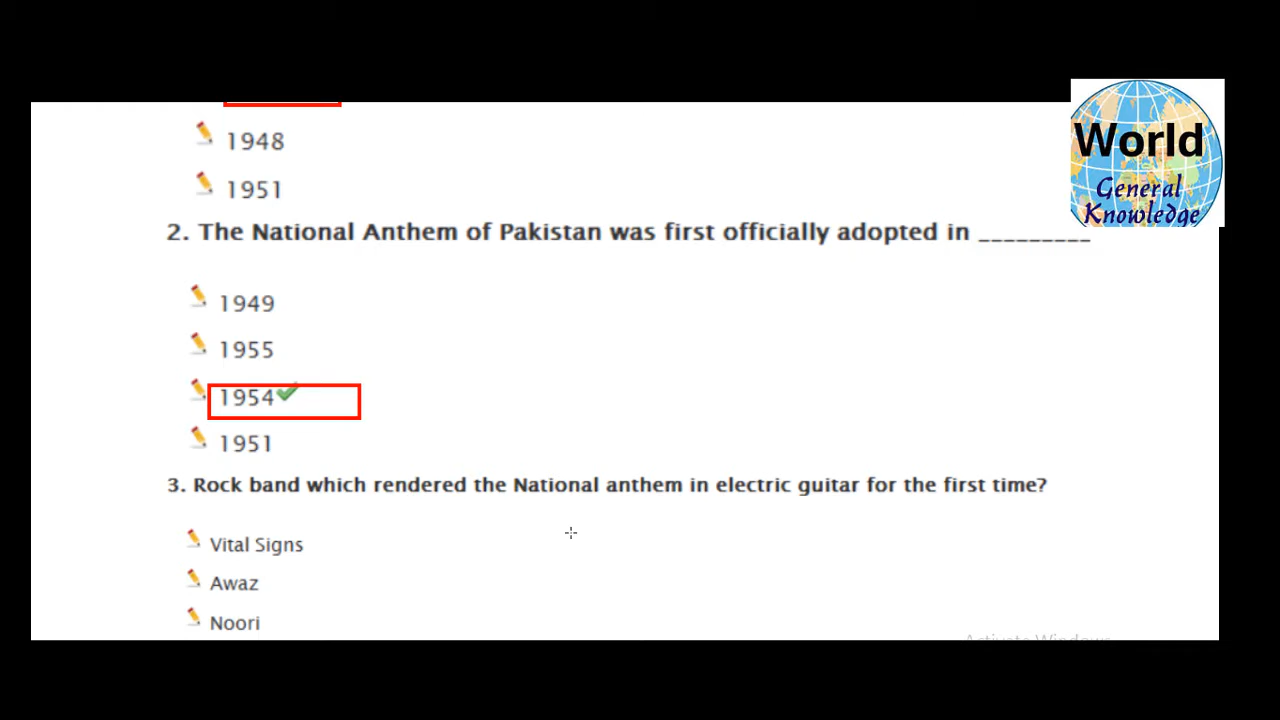 1948
1951
World
General
Knowledge
2. The National Anthem of Pakistan was first officially adopted in _________
1949
1955
1954
1951
3. Rock band which rendered the National anthem in electric guitar for the first time?
Vital Signs
Awaz
Noori
Activate Windows